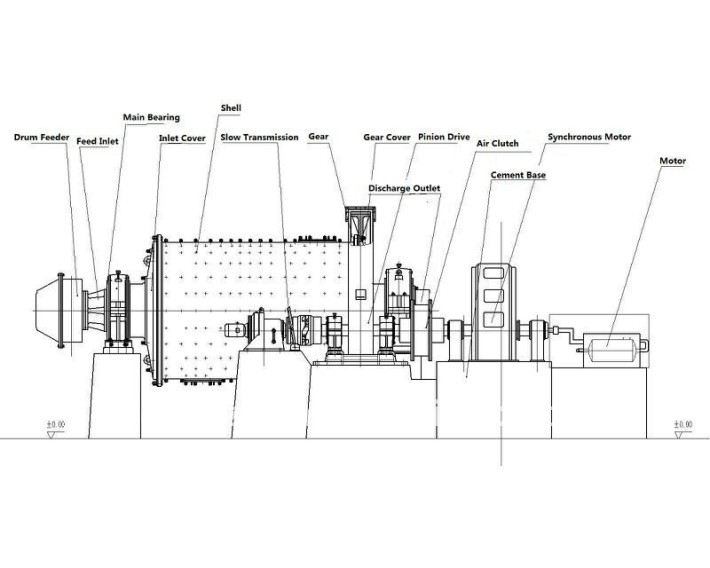 Shell
Main Bearing
Drum Feeder
Feed Inlet
Inlet Cover
Slow Transmission
Gear
Gear Cover
Pinion Drive
Air Clutch
Synchronous Motor
Motor
Cement Base
Discharge Outlet
±0.00
±0.00